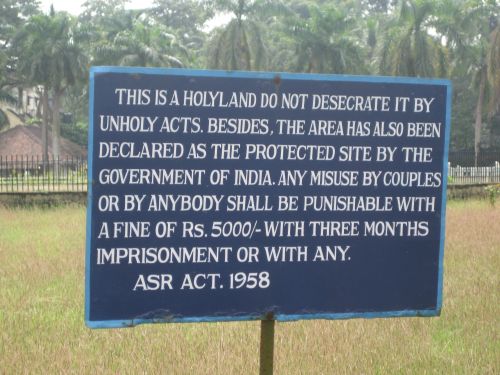 THIS IS A HOLYLAND DO NOT DESECRATE IT BY
UNHOLY ACTS. BESIDES, THE AREA HAS ALSO BEEN
DECLARED AS THE PROTECTED SITE BY THE
GOVERNMENT OF INDIA. ANY MISUSE BY COUPLES
OR BY ANYBODY SHALL BE PUNISHABLE WITH
A FINE OF RS. 5000/- WITH THREE MONTHS
IMPRISONMENT OR WITH ANY.
ASR ACT. 1958